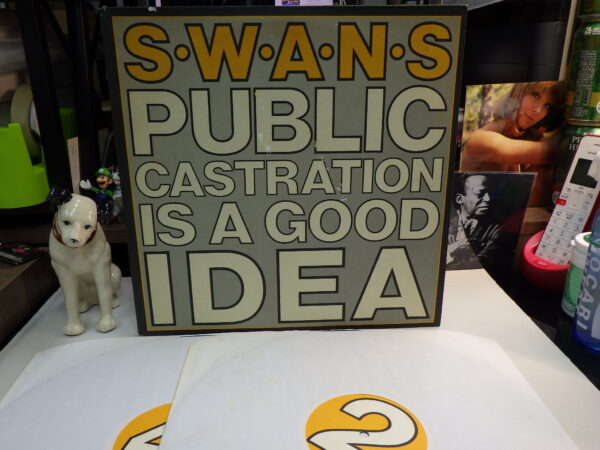 S·W·A·N·S
PUBLIC
CASTRATION
IS A GOOD
IDEA
2